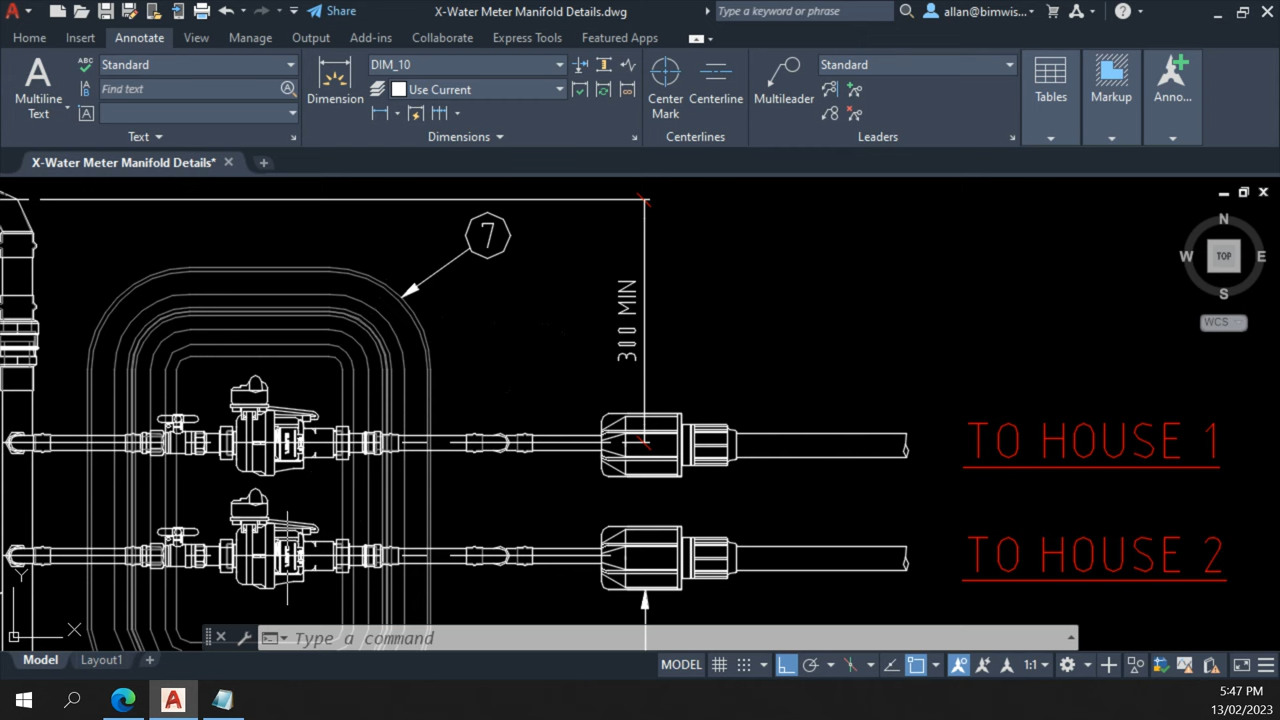 Share
X-Water Meter Manifold Details.dwg
Type a keyword or phrase
allan@bimwis...
Home
Insert
Annotate
View
Manage
Output
Add-ins
Collaborate
Express Tools
Featured Apps
Multiline Text
ABC
Standard
Find text
Text
Dimension
DIM_10
Use Current
Dimensions
Center Mark
Centerline
Centerlines
Multileader
Standard
Leaders
Tables
Markup
Anno...
X-Water Meter Manifold Details*
7
300 MIN
TO HOUSE 1
TO HOUSE 2
N
W
TOP
E
S
WCS
Y
X
Type a command
Model
Layout1
MODEL
1:1
5:47 PM
13/02/2023